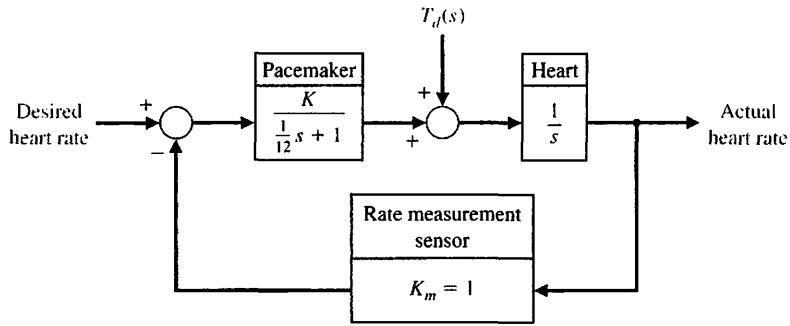 T_d(s)
Pacemaker
Heart
Desired
heart rate
+
−
K
1/12 s + 1
+
+
1/s
Actual
heart rate
Rate measurement
sensor
K_m = 1